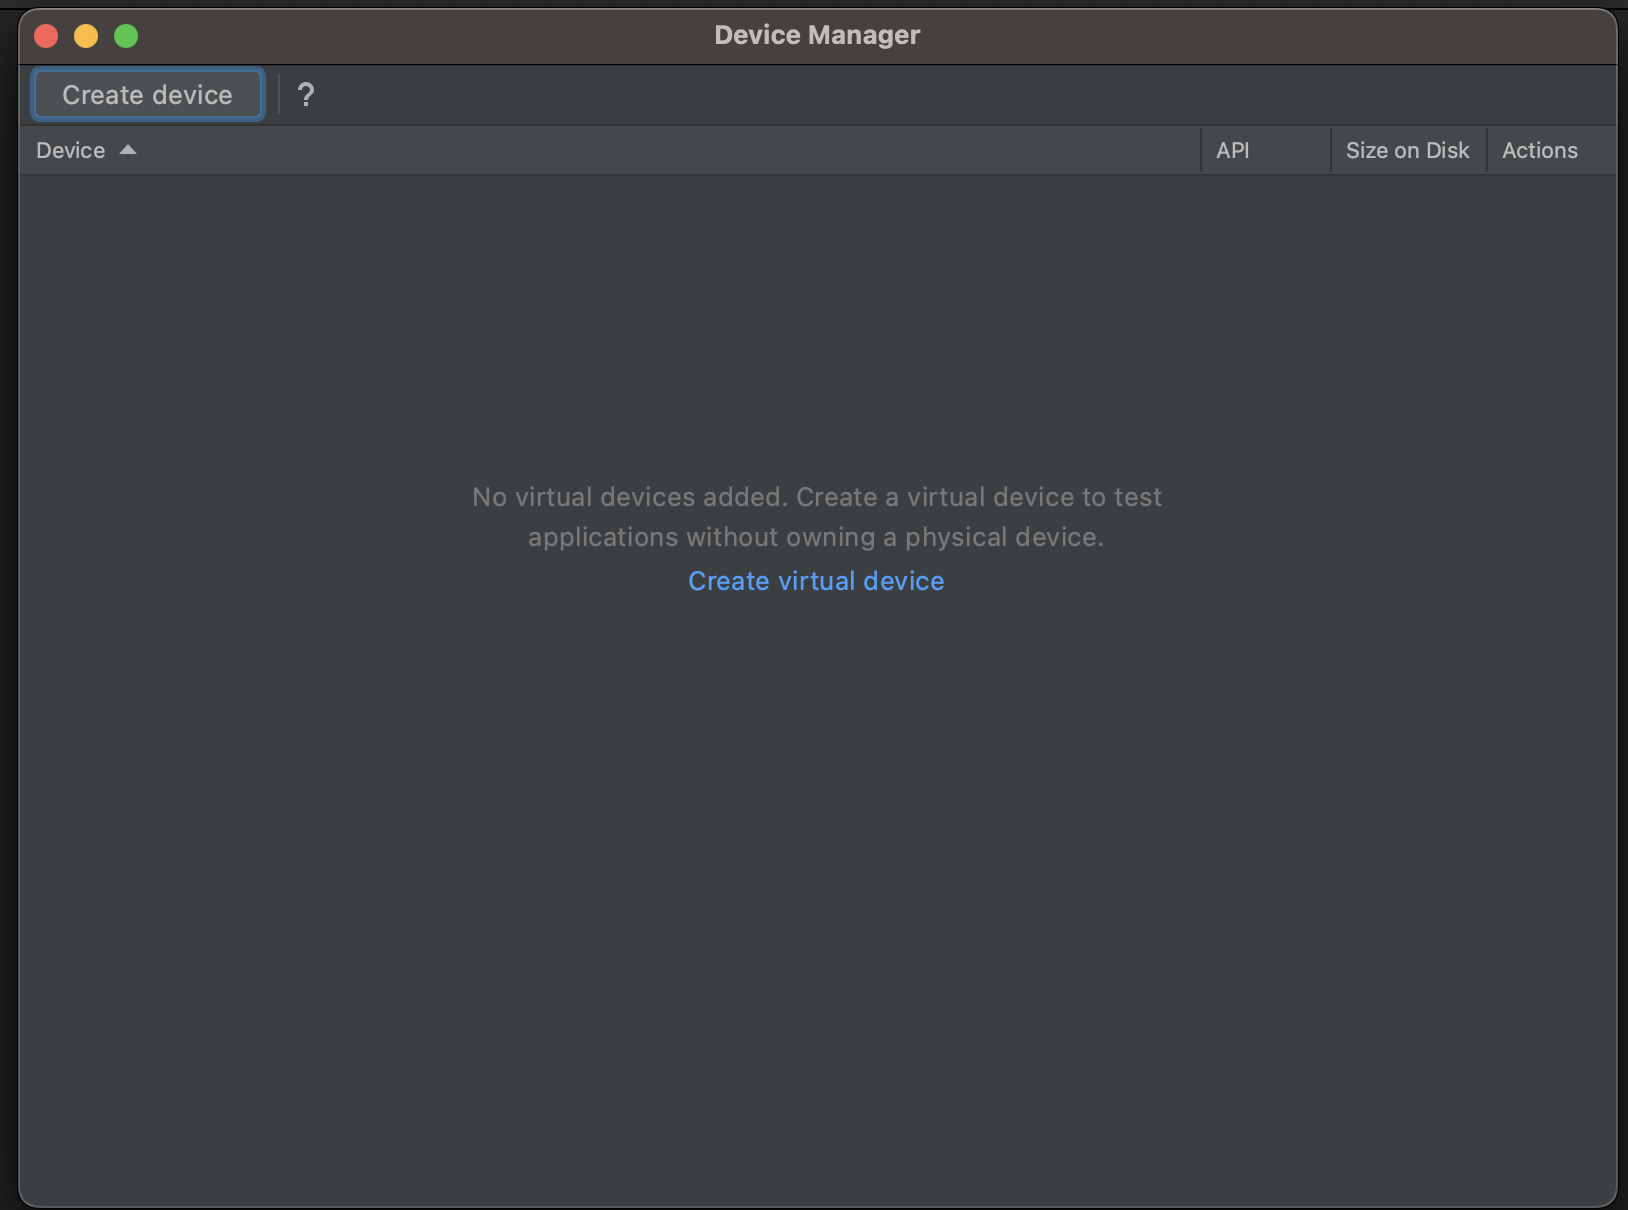 Device Manager
Create device ?
Device API Size on Disk Actions
No virtual devices added. Create a virtual device to test
applications without owning a physical device.
Create virtual device